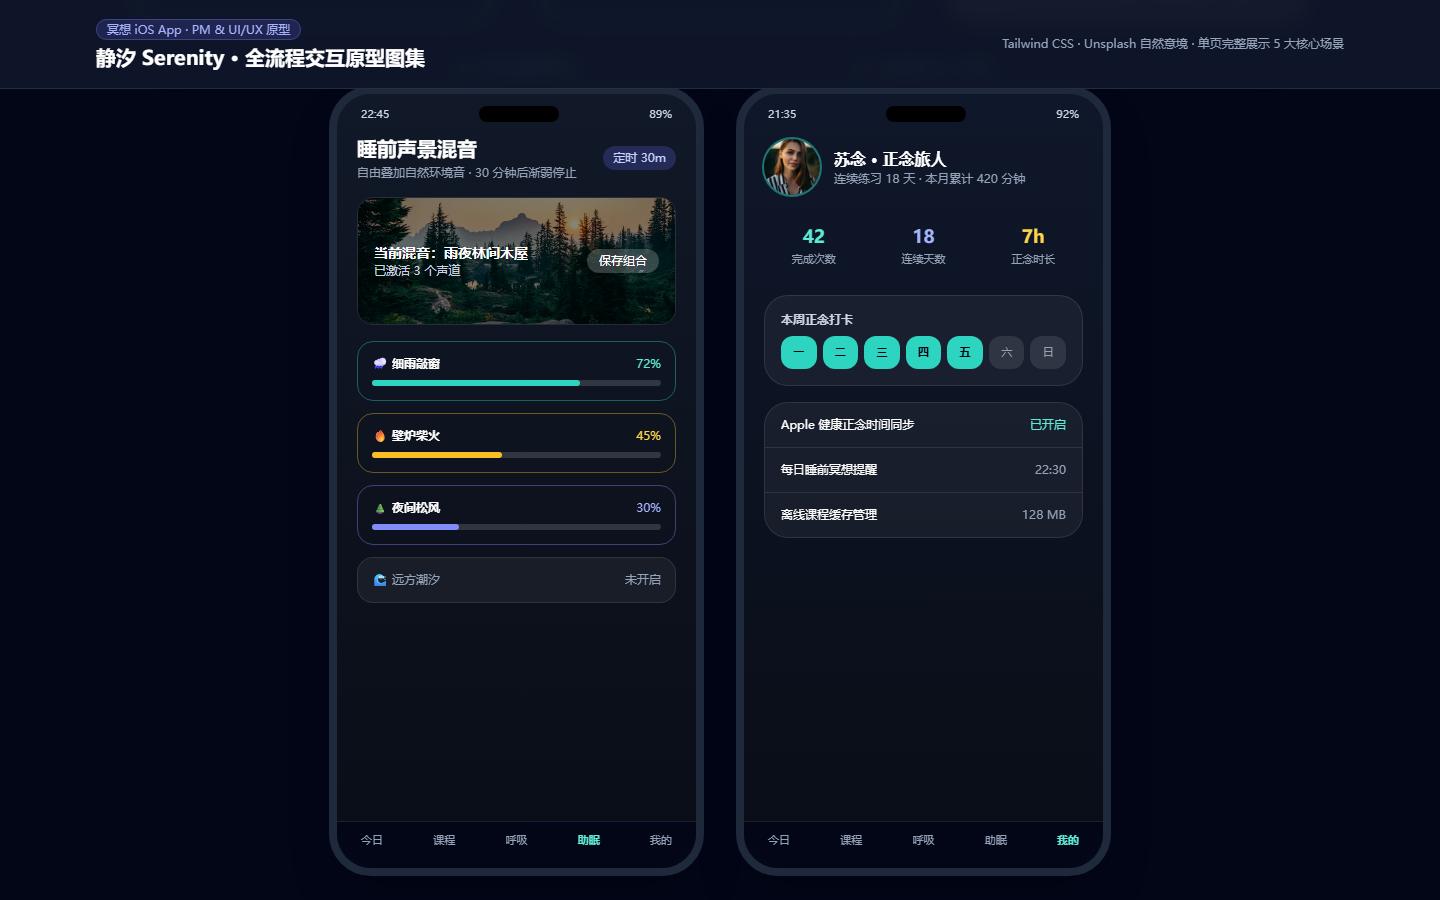 冥想 iOS App · PM & UI/UX 原型
静汐 Serenity • 全流程交互原型图集
Tailwind CSS · Unsplash 自然意境 · 单页完整展示 5 大核心场景
22:45
89%
睡前声景混音
自由叠加自然环境音 · 30 分钟后渐弱停止
定时 30m
当前混音：雨夜林间木屋
已激活 3 个声道
保存组合
细雨敲窗
72%
壁炉柴火
45%
夜间松风
30%
远方潮汐
未开启
今日
课程
呼吸
助眠
我的
21:35
92%
苏念 • 正念旅人
连续练习 18 天 · 本月累计 420 分钟
42
完成次数
18
连续天数
7h
正念时长
本周正念打卡
一 二 三 四 五 六 日
Apple 健康正念时间同步
已开启
每日睡前冥想提醒
22:30
离线课程缓存管理
128 MB
今日
课程
呼吸
助眠
我的